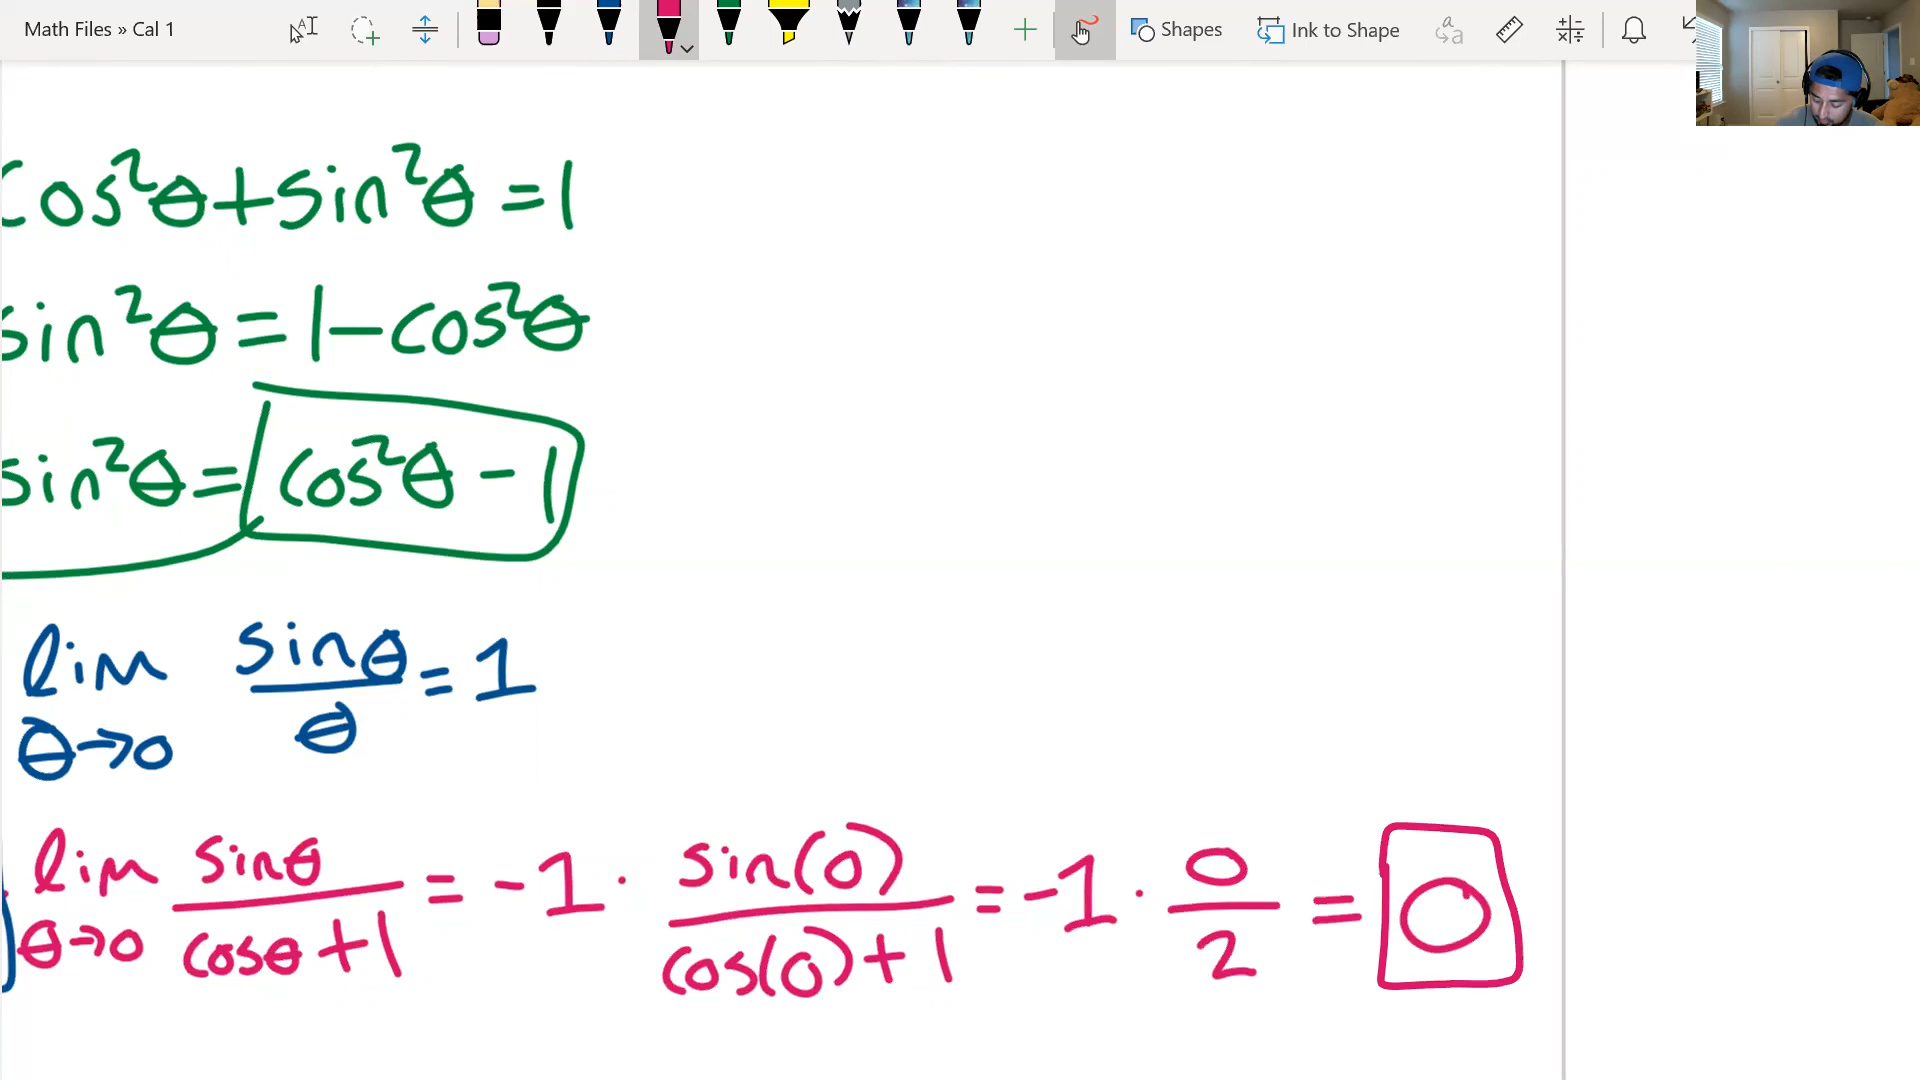 Math Files » Cal 1
Shapes
Ink to Shape
cos²θ+sin²θ =1
sin²θ = 1-cos²θ
sin²θ = cos²θ - 1
lim θ→0 sinθ/θ = 1
lim θ→0 sinθ/(cosθ+1) = -1 · sin(0)/(cos(0)+1) = -1 · 0/2 = 0